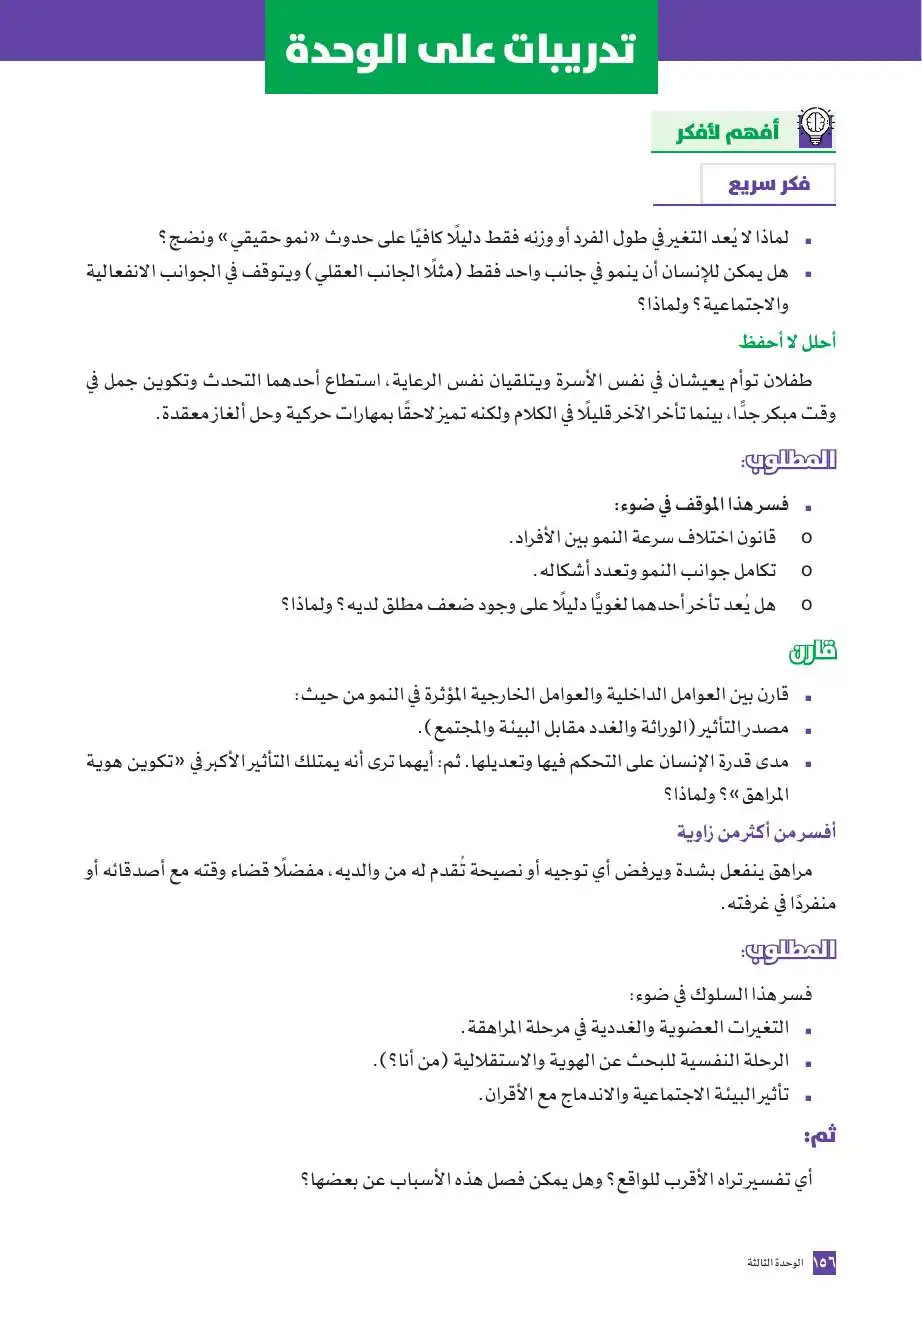 تدريبات على الوحدة
أفهم لأفكر
فكر سريع
▪ لماذا لا يُعد التغير في طول الفرد أو وزنه فقط دليلًا كافيًا على حدوث «نمو حقيقي» ونضج؟
▪ هل يمكن للإنسان أن ينمو في جانب واحد فقط (مثلًا الجانب العقلي) ويتوقف في الجوانب الانفعالية
والاجتماعية؟ ولماذا؟
أحلل لا أحفظ
طفلان توأم يعيشان في نفس الأسرة ويتلقيان نفس الرعاية، استطاع أحدهما التحدث وتكوين جمل في
وقت مبكر جدًّا، بينما تأخر الآخر قليلًا في الكلام ولكنه تميز لاحقًا بمهارات حركية وحل ألغاز معقدة.
المطلوب:
▪ فسر هذا الموقف في ضوء:
o قانون اختلاف سرعة النمو بين الأفراد.
o تكامل جوانب النمو وتعدد أشكاله.
o هل يُعد تأخر أحدهما لغويًّا دليلًا على وجود ضعف مطلق لديه؟ ولماذا؟
قارن
▪ قارن بين العوامل الداخلية والعوامل الخارجية المؤثرة في النمو من حيث:
▪ مصدر التأثير (الوراثة والغدد مقابل البيئة والمجتمع).
▪ مدى قدرة الإنسان على التحكم فيها وتعديلها. ثم: أيهما ترى أنه يمتلك التأثير الأكبر في «تكوين هوية
المراهق»؟ ولماذا؟
أفسر من أكثر من زاوية
مراهق ينفعل بشدة ويرفض أي توجيه أو نصيحة تُقدم له من والديه، مفضلًا قضاء وقته مع أصدقائه أو
منفردًا في غرفته.
المطلوب:
فسر هذا السلوك في ضوء:
▪ التغيرات العضوية والغددية في مرحلة المراهقة.
▪ الرحلة النفسية للبحث عن الهوية والاستقلالية (من أنا؟).
▪ تأثير البيئة الاجتماعية والاندماج مع الأقران.
ثم:
أي تفسير تراه الأقرب للواقع؟ وهل يمكن فصل هذه الأسباب عن بعضها؟
١٥٦ الوحدة الثالثة